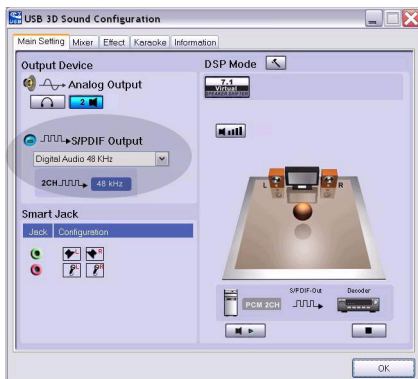 USB 3D Sound Configuration
Main Setting Mixer Effect Karaoke Information
Output Device
Analog Output
2
S/PDIF Output
Digital Audio 48 KHz
2CH 48 kHz
Smart Jack
Jack Configuration
L R
L R
DSP Mode
7.1
Virtual
SPEAKER SHIFTER
L R
S/PDIF-Out Decoder
PCM 2CH
OK